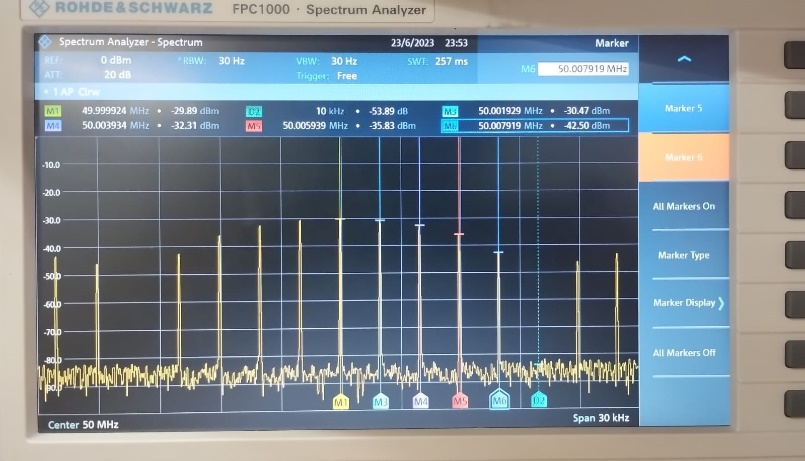 ROHDE&SCHWARZ FPC1000 · Spectrum Analyzer
Spectrum Analyzer - Spectrum 23/6/2023 23:53 Marker
REF: 0 dBm *RBW: 30 Hz VBW: 30 Hz SWT: 257 ms M6 50.007919 MHz
ATT: 20 dB Trigger: Free
• 1 AP Clrw
M1 49.999924 MHz • -29.89 dBm D2 10 kHz • -53.89 dB M3 50.001929 MHz • -30.47 dBm
M4 50.003934 MHz • -32.31 dBm M5 50.005939 MHz • -35.83 dBm M6 50.007919 MHz • -42.50 dBm
Marker 5
Marker 6
All Markers On
Marker Type
Marker Display
All Markers Off
-10.0
-20.0
-30.0
-40.0
-50.0
-60.0
-70.0
-80.0
M1 M3 M4 M5 M6 D2
Center 50 MHz Span 30 kHz